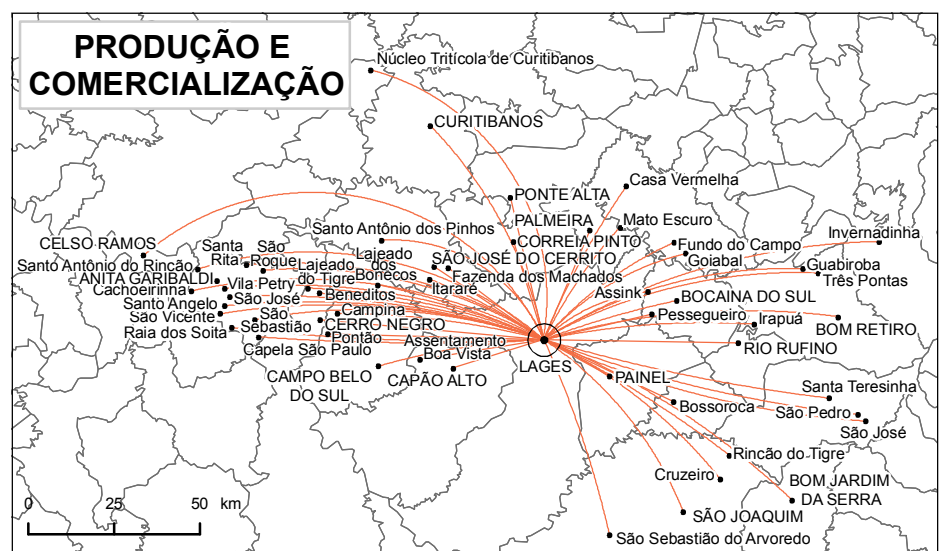 PRODUÇÃO E
COMERCIALIZAÇÃO
Núcleo Tritícola de Curitibanos
CURITIBANOS
Casa Vermelha
PONTE ALTA
PALMEIRA
Mato Escuro
Santo Antônio dos Pinhos
CORREIA PINTO
Invernadinha
CELSO RAMOS
Santa
Rita
São
Roque
Lajeado
dos
Bonecos
SÃO JOSÉ DO CERRITO
Fundo do Campo
Goiabal
Santo Antônio do Rincão
Lajeado
do Tigre
Fazenda dos Machados
Guabiroba
ANITA GARIBALDI
Vila Petry
Itararé
Três Pontas
Cachoeirinha
São José
Beneditos
Assink
BOCAINA DO SUL
Santo Angelo
São Vicente
São
Sebastião
Campina
Pessegueiro
Irapuá
BOM RETIRO
Raia dos Soita
CERRO NEGRO
Pontão
Assentamento
Boa Vista
RIO RUFINO
Capela São Paulo
LAGES
CAMPO BELO
DO SUL
CAPÃO ALTO
PAINEL
Santa Teresinha
Bossoroca
São Pedro
São José
Rincão do Tigre
Cruzeiro
BOM JARDIM
DA SERRA
SÃO JOAQUIM
São Sebastião do Arvoredo
0 25 50 km